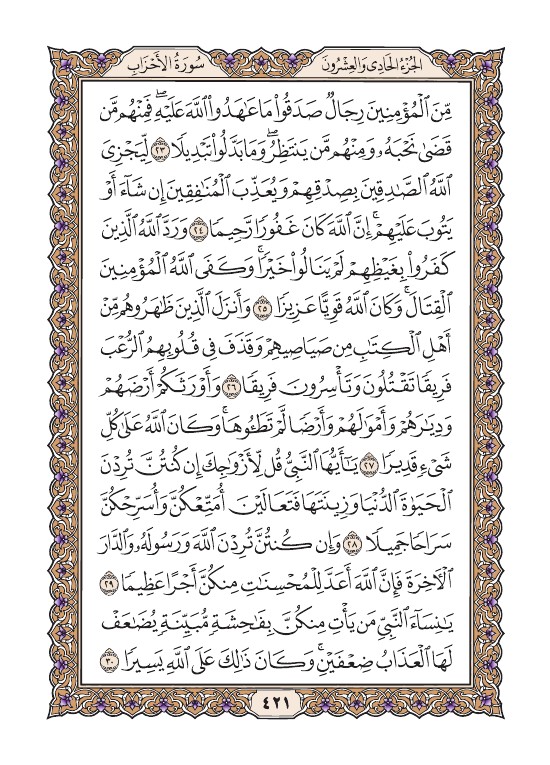 الجُزْءُ الحَادِي وَالعِشْرُونَ
سُورَةُ الأَحْزَابِ
مِّنَ ٱلْمُؤْمِنِينَ رِجَالٌ صَدَقُوا۟ مَا عَـٰهَدُوا۟ ٱللَّهَ عَلَيْهِ ۖ فَمِنْهُم مَّن
قَضَىٰ نَحْبَهُۥ وَمِنْهُم مَّن يَنتَظِرُ ۖ وَمَا بَدَّلُوا۟ تَبْدِيلًا ٢٣ لِّيَجْزِىَ
ٱللَّهُ ٱلصَّـٰدِقِينَ بِصِدْقِهِمْ وَيُعَذِّبَ ٱلْمُنَـٰفِقِينَ إِن شَآءَ أَوْ
يَتُوبَ عَلَيْهِمْ ۚ إِنَّ ٱللَّهَ كَانَ غَفُورًا رَّحِيمًا ٢٤ وَرَدَّ ٱللَّهُ ٱلَّذِينَ
كَفَرُوا۟ بِغَيْظِهِمْ لَمْ يَنَالُوا۟ خَيْرًا ۚ وَكَفَى ٱللَّهُ ٱلْمُؤْمِنِينَ
ٱلْقِتَالَ ۚ وَكَانَ ٱللَّهُ قَوِيًّا عَزِيزًا ٢٥ وَأَنزَلَ ٱلَّذِينَ ظَـٰهَرُوهُم مِّنْ
أَهْلِ ٱلْكِتَـٰبِ مِن صَيَاصِيهِمْ وَقَذَفَ فِى قُلُوبِهِمُ ٱلرُّعْبَ
فَرِيقًا تَقْتُلُونَ وَتَأْسِرُونَ فَرِيقًا ٢٦ وَأَوْرَثَكُمْ أَرْضَهُمْ
وَدِيَـٰرَهُمْ وَأَمْوَٰلَهُمْ وَأَرْضًا لَّمْ تَطَـُٔوهَا ۚ وَكَانَ ٱللَّهُ عَلَىٰ كُلِّ
شَىْءٍ قَدِيرًا ٢٧ يَـٰٓأَيُّهَا ٱلنَّبِىُّ قُل لِّأَزْوَٰجِكَ إِن كُنتُنَّ تُرِدْنَ
ٱلْحَيَوٰةَ ٱلدُّنْيَا وَزِينَتَهَا فَتَعَالَيْنَ أُمَتِّعْكُنَّ وَأُسَرِّحْكُنَّ
سَرَاحًا جَمِيلًا ٢٨ وَإِن كُنتُنَّ تُرِدْنَ ٱللَّهَ وَرَسُولَهُۥ وَٱلدَّارَ
ٱلْـَٔاخِرَةَ فَإِنَّ ٱللَّهَ أَعَدَّ لِلْمُحْسِنَـٰتِ مِنكُنَّ أَجْرًا عَظِيمًا ٢٩
يَـٰنِسَآءَ ٱلنَّبِىِّ مَن يَأْتِ مِنكُنَّ بِفَـٰحِشَةٍ مُّبَيِّنَةٍ يُضَـٰعَفْ
لَهَا ٱلْعَذَابُ ضِعْفَيْنِ ۚ وَكَانَ ذَٰلِكَ عَلَى ٱللَّهِ يَسِيرًا ٣٠
٤٢١